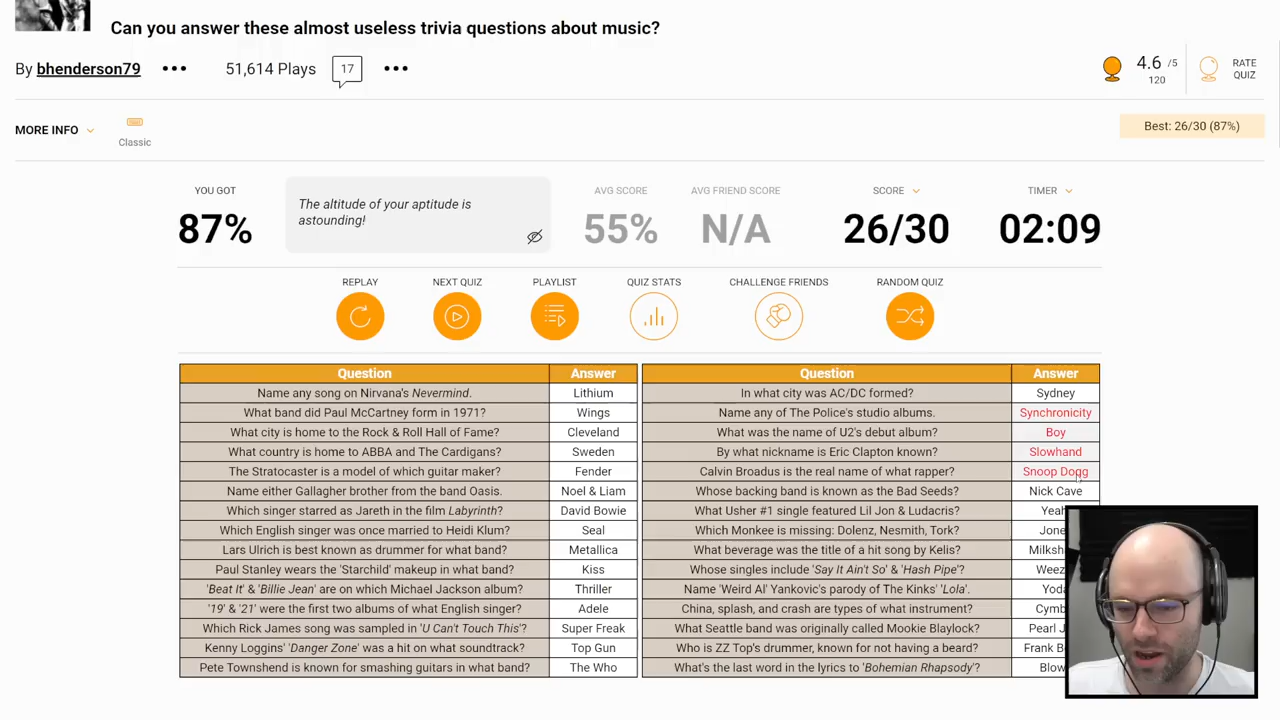 Can you answer these almost useless trivia questions about music?
By bhenderson79 ••• 51,614 Plays 17 •••
4.6 /5
120
RATE QUIZ
MORE INFO
Classic
Best: 26/30 (87%)
YOU GOT
87%
The altitude of your aptitude is
astounding!
AVG SCORE
55%
AVG FRIEND SCORE
N/A
SCORE
26/30
TIMER
02:09
REPLAY NEXT QUIZ PLAYLIST QUIZ STATS CHALLENGE FRIENDS RANDOM QUIZ
Question Answer
Name any song on Nirvana's Nevermind. Lithium
What band did Paul McCartney form in 1971? Wings
What city is home to the Rock & Roll Hall of Fame? Cleveland
What country is home to ABBA and The Cardigans? Sweden
The Stratocaster is a model of which guitar maker? Fender
Name either Gallagher brother from the band Oasis. Noel & Liam
Which singer starred as Jareth in the film Labyrinth? David Bowie
Which English singer was once married to Heidi Klum? Seal
Lars Ulrich is best known as drummer for what band? Metallica
Paul Stanley wears the 'Starchild' makeup in what band? Kiss
'Beat It' & 'Billie Jean' are on which Michael Jackson album? Thriller
'19' & '21' were the first two albums of what English singer? Adele
Which Rick James song was sampled in 'U Can't Touch This'? Super Freak
Kenny Loggins' 'Danger Zone' was a hit on what soundtrack? Top Gun
Pete Townshend is known for smashing guitars in what band? The Who
Question Answer
In what city was AC/DC formed? Sydney
Name any of The Police's studio albums. Synchronicity
What was the name of U2's debut album? Boy
By what nickname is Eric Clapton known? Slowhand
Calvin Broadus is the real name of what rapper? Snoop Dogg
Whose backing band is known as the Bad Seeds? Nick Cave
What Usher #1 single featured Lil Jon & Ludacris? Yeah
Which Monkee is missing: Dolenz, Nesmith, Tork? Jone
What beverage was the title of a hit song by Kelis? Milksh
Whose singles include 'Say It Ain't So' & 'Hash Pipe'? Weez
Name 'Weird Al' Yankovic's parody of The Kinks' 'Lola'. Yoda
China, splash, and crash are types of what instrument? Cymb
What Seattle band was originally called Mookie Blaylock? Pearl J
Who is ZZ Top's drummer, known for not having a beard? Frank B
What's the last word in the lyrics to 'Bohemian Rhapsody'? Blow